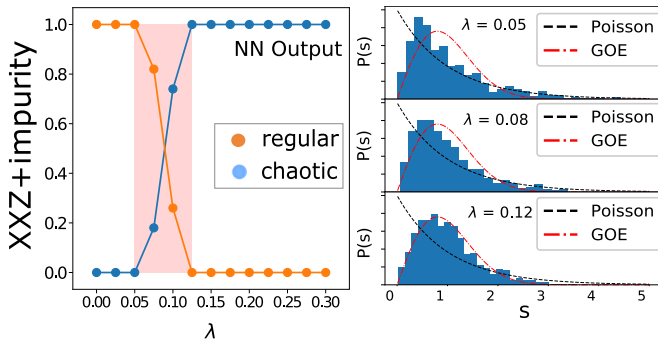 XXZ+impurity
1.0
0.8
0.6
0.4
0.2
0.0
NN Output
regular
chaotic
0.00 0.05 0.10 0.15 0.20 0.25 0.30
λ
P(s)
λ = 0.05
Poisson
GOE
P(s)
λ = 0.08
Poisson
GOE
P(s)
λ = 0.12
Poisson
GOE
0 1 2 3 4 5
s